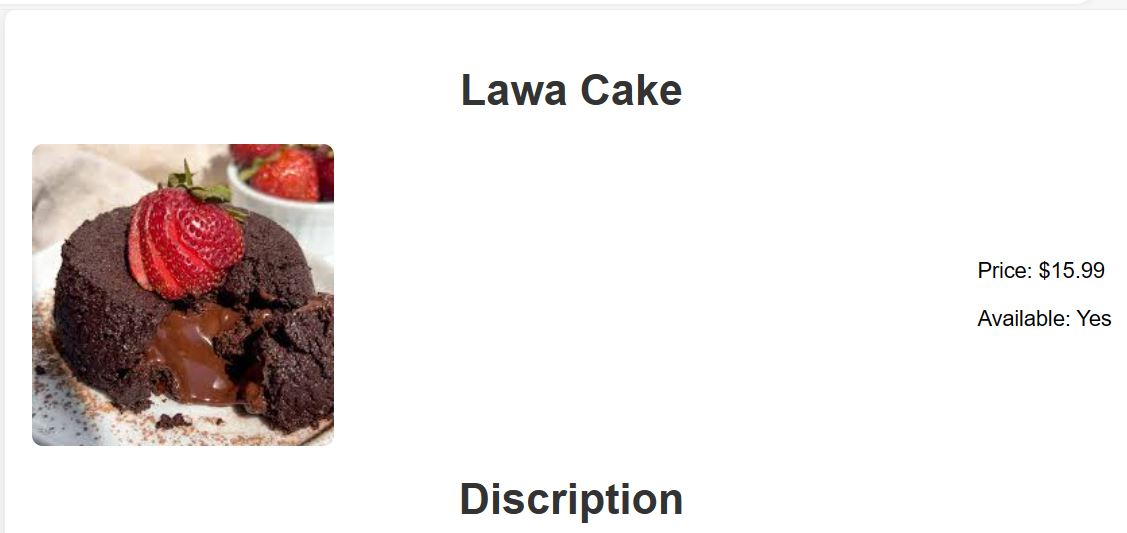 Lawa Cake
Price: $15.99
Available: Yes
Discription